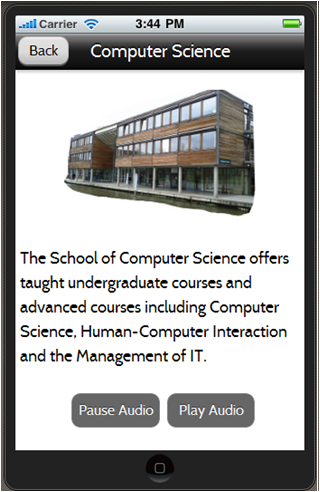 Carrier 3:44 PM
Back Computer Science
The School of Computer Science offers
taught undergraduate courses and
advanced courses including Computer
Science, Human-Computer Interaction
and the Management of IT.
Pause Audio Play Audio